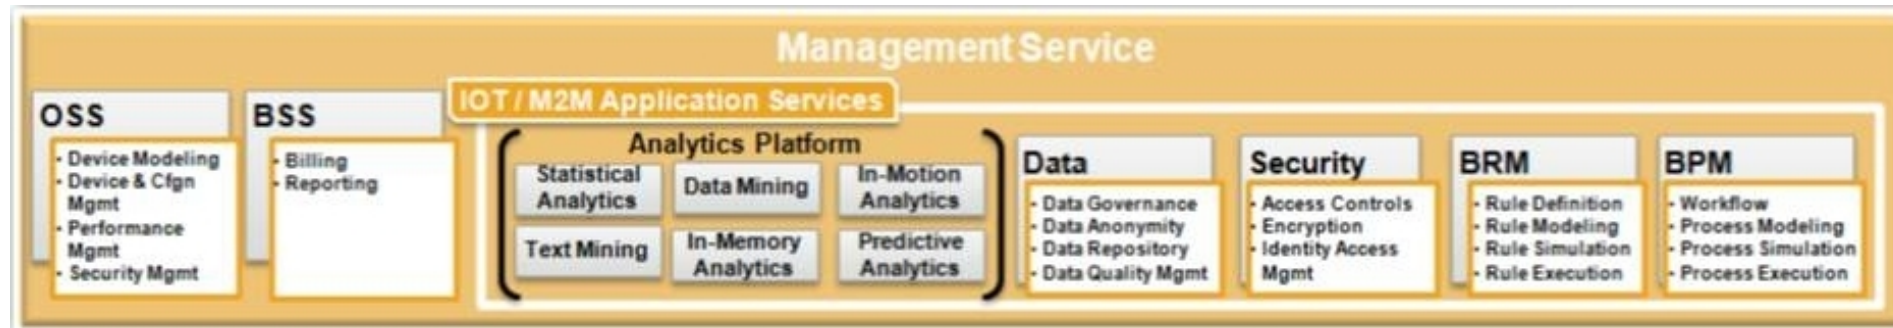 Management Service
OSS
- Device Modeling
- Device & Cfgn
Mgmt
- Performance
Mgmt
- Security Mgmt
BSS
- Billing
- Reporting
IOT / M2M Application Services
Analytics Platform
Statistical
Analytics
Data Mining
In-Motion
Analytics
Text Mining
In-Memory
Analytics
Predictive
Analytics
Data
- Data Governance
- Data Anonymity
- Data Repository
- Data Quality Mgmt
Security
- Access Controls
- Encryption
- Identity Access
Mgmt
BRM
- Rule Definition
- Rule Modeling
- Rule Simulation
- Rule Execution
BPM
- Workflow
- Process Modeling
- Process Simulation
- Process Execution